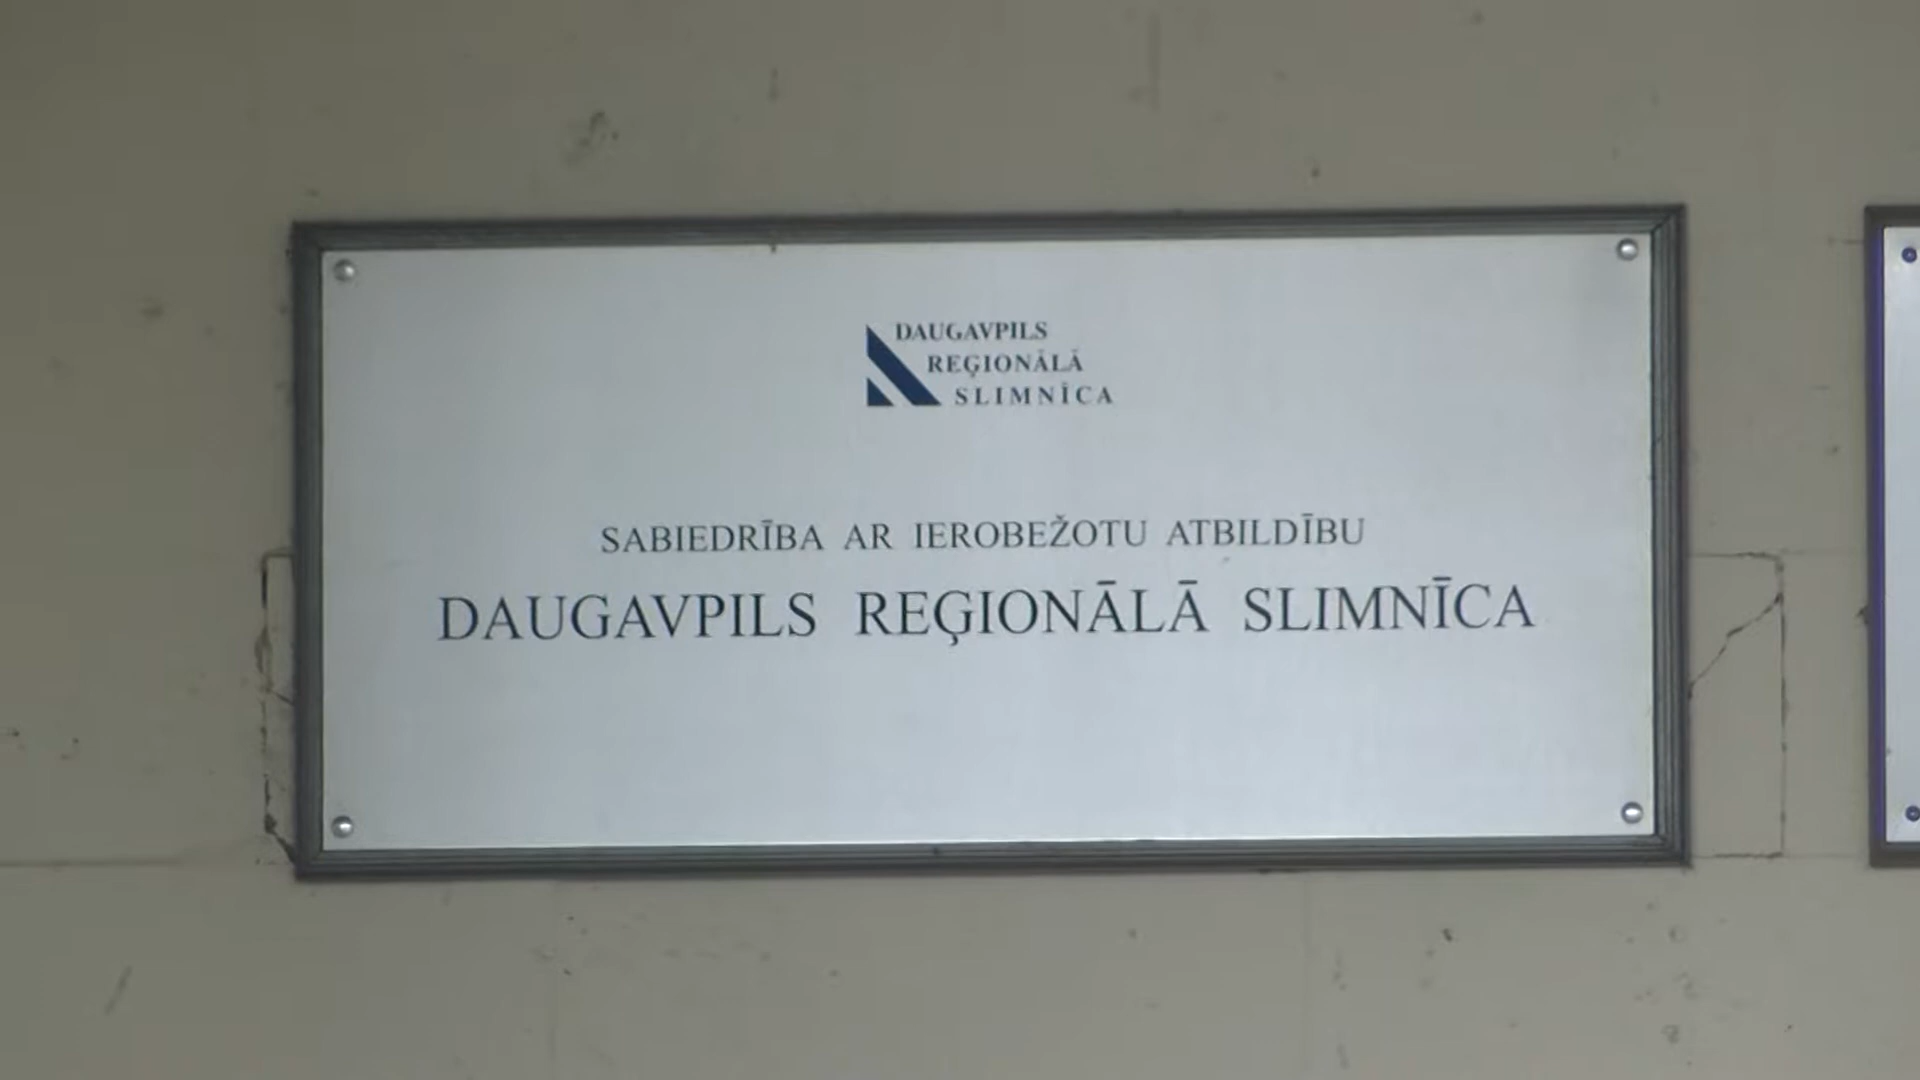 DAUGAVPILS
REĢIONĀLĀ
SLIMNĪCA
SABIEDRĪBA AR IEROBEŽOTU ATBILDĪBU
DAUGAVPILS REĢIONĀLĀ SLIMNĪCA